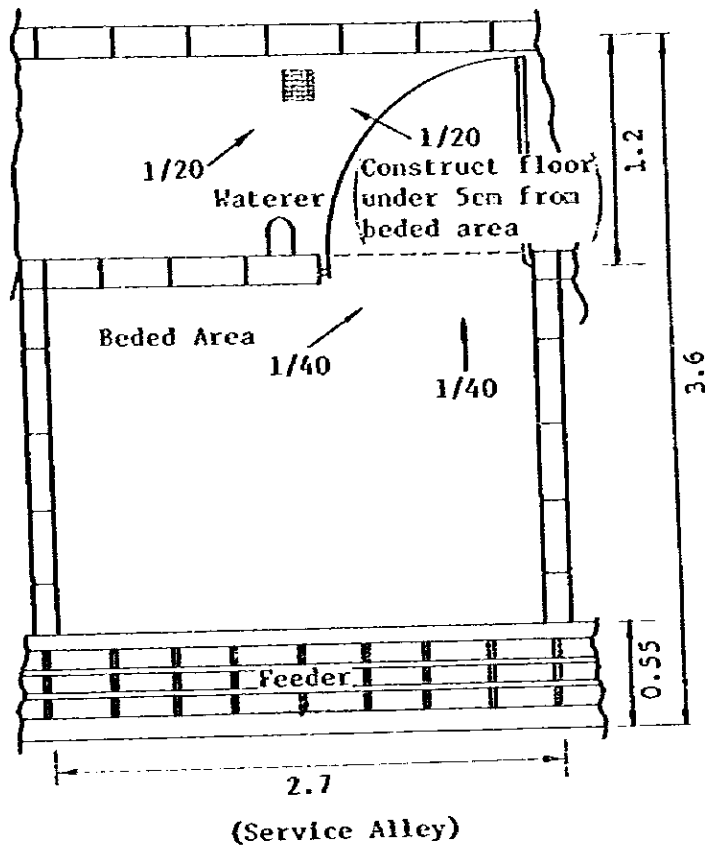 1/20
1/20
(Construct floor
under 5cm from
beded area)
Waterer
1.2
Beded Area
1/40
1/40
3.6
Feeder
0.55
2.7
(Service Alley)